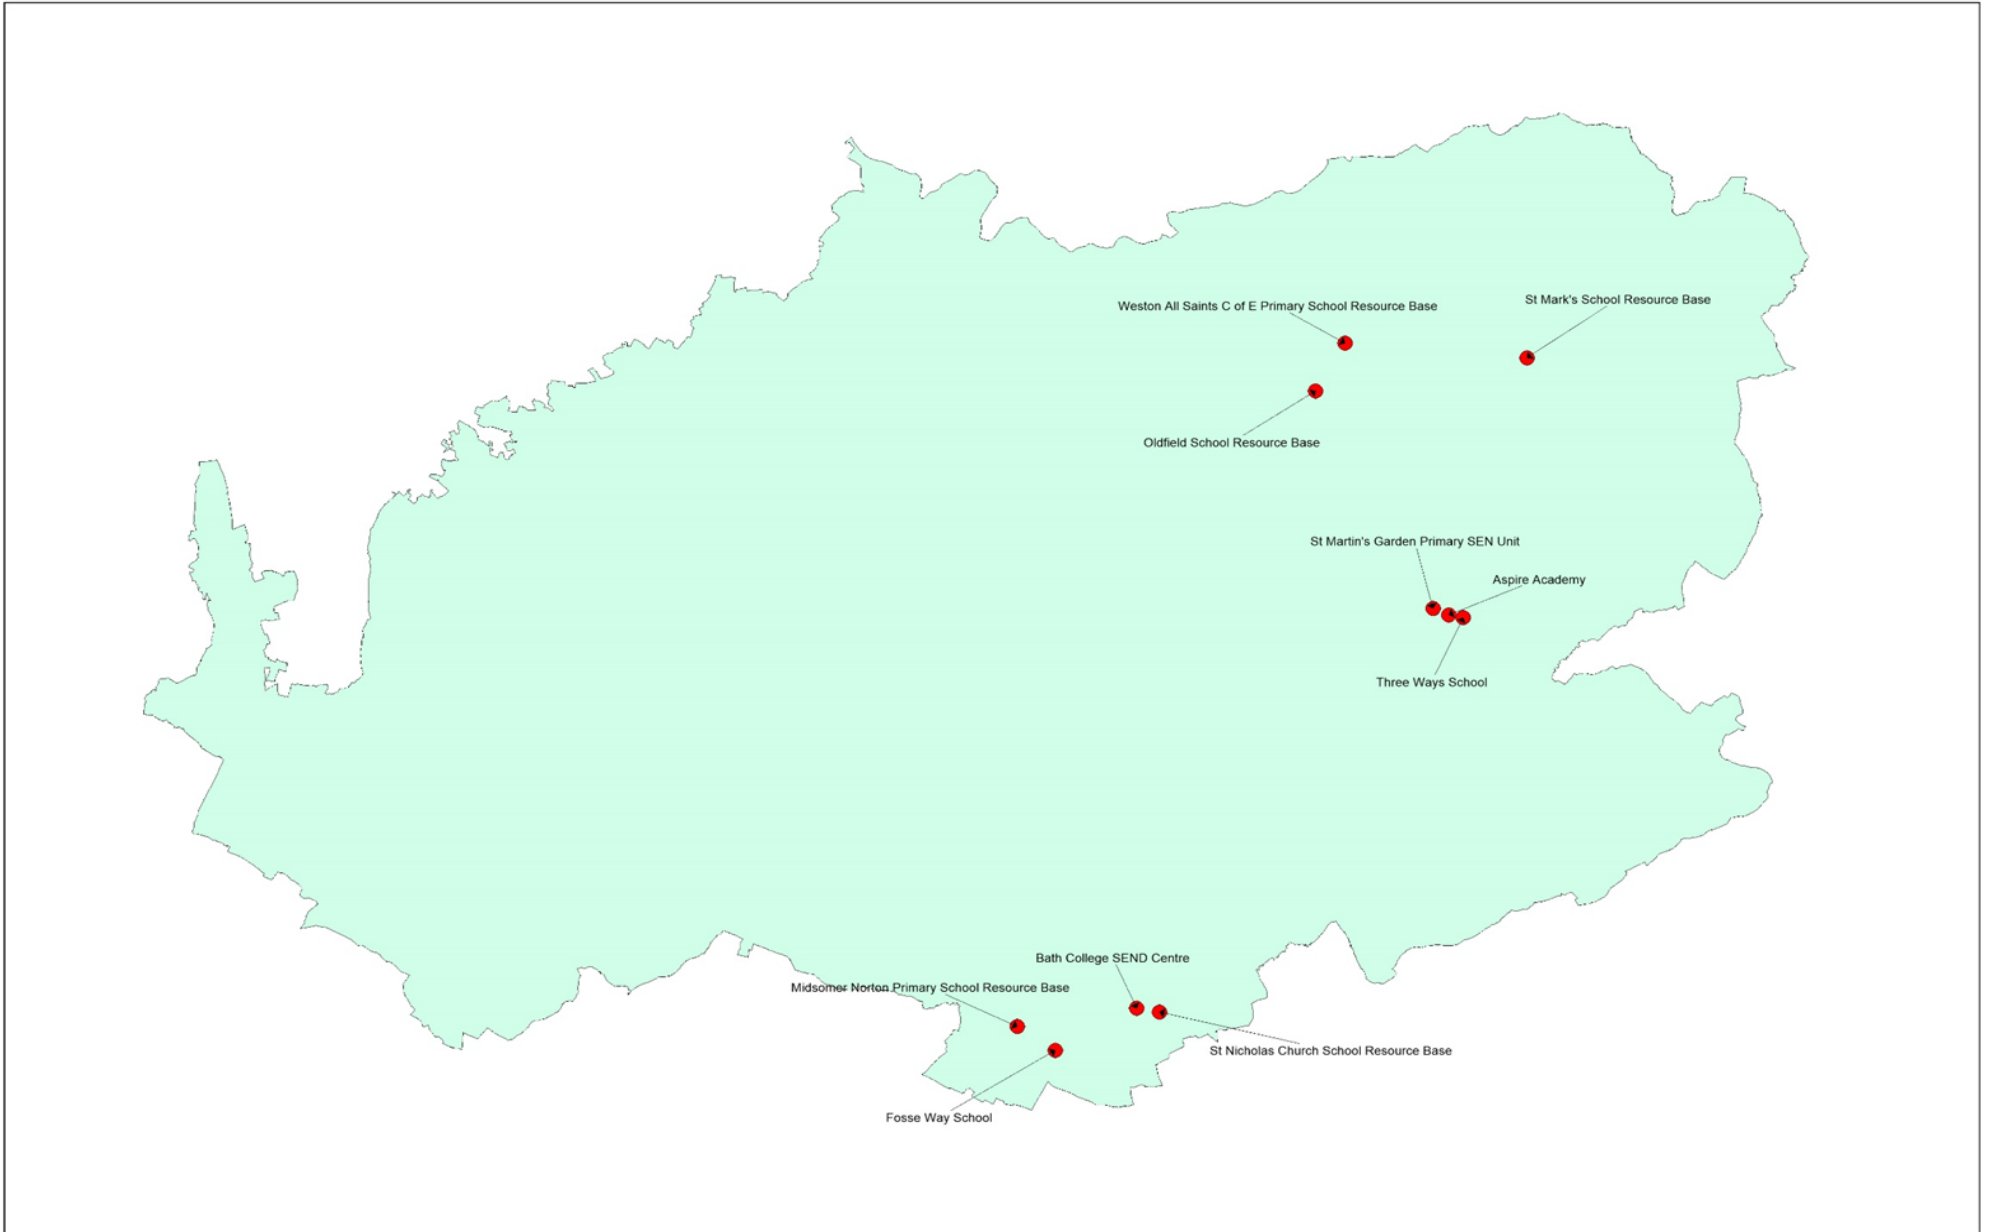 St Mark's School Resource Base
Weston All Saints C of E Primary School Resource Base
Oldfield School Resource Base
St Martin's Garden Primary SEN Unit
Aspire Academy
Three Ways School
Bath College SEND Centre
Midsomer Norton Primary School Resource Base
St Nicholas Church School Resource Base
Fosse Way School